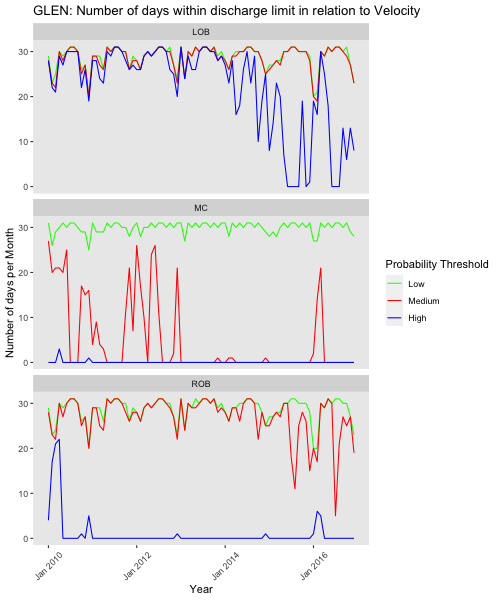 GLEN: Number of days within discharge limit in relation to Velocity
LOB
30
20
10
0
MC
30
20
10
0
ROB
30
20
10
0
Number of days per Month
Jan 2010
Jan 2012
Jan 2014
Jan 2016
Year
Probability Threshold
Low
Medium
High